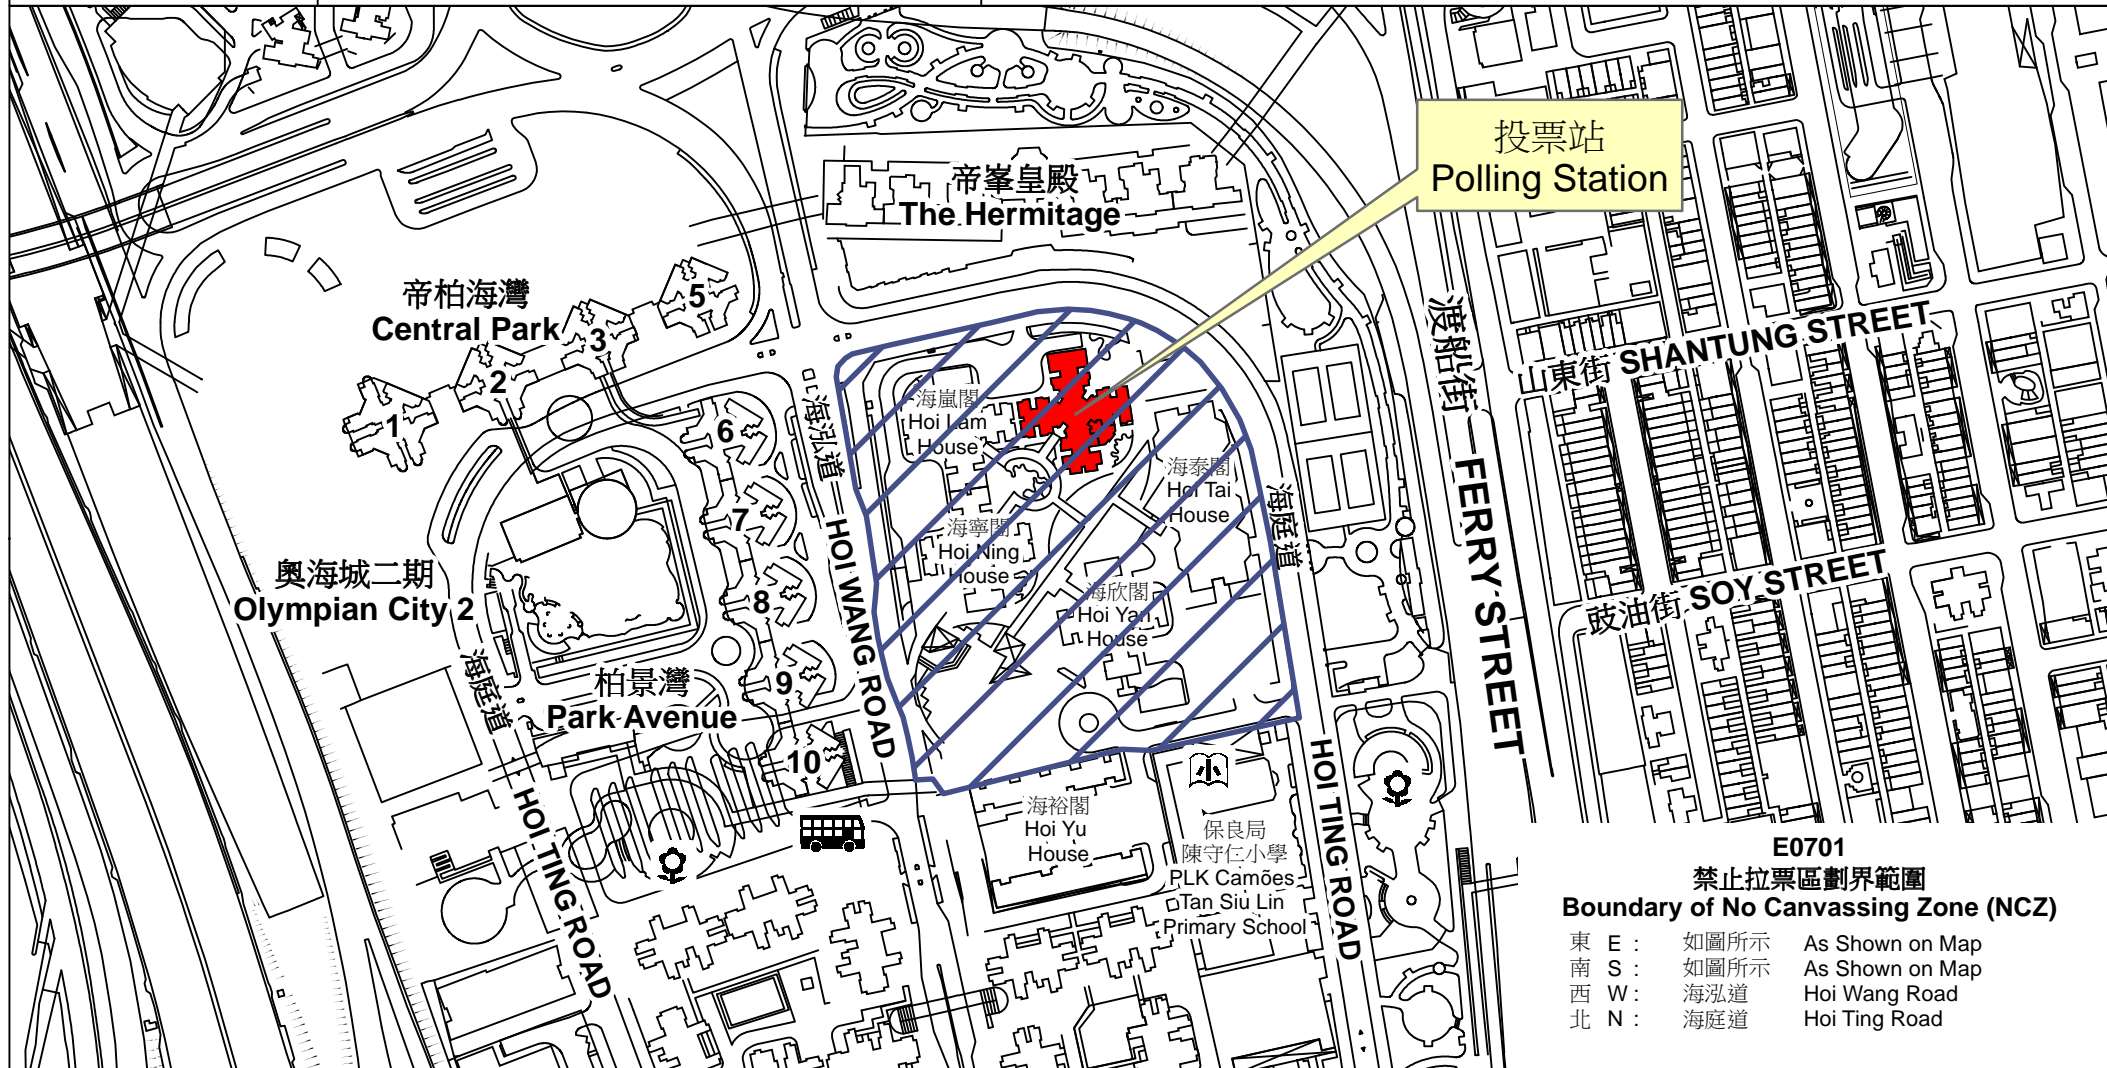 投票站
Polling Station
帝峯皇殿
The Hermitage
帝柏海灣
Central Park
5
3
2
1
6
7
8
9
10
渡船街 FERRY STREET
山東街 SHANTUNG STREET
豉油街 SOY STREET
海泓道 HOI WANG ROAD
海庭道 HOI TING ROAD
海嵐閣
Hoi Lam
House
海泰閣
Hoi Tai
House
海寧閣
Hoi Ning
House
海欣閣
Hoi Yan
House
奧海城二期
Olympian City 2
海庭道 HOI TING ROAD
柏景灣
Park Avenue
海裕閣
Hoi Yu
House
小
保良局
陳守仁小學
PLK Camões
Tan Siu Lin
Primary School
E0701
禁止拉票區劃界範圍
Boundary of No Canvassing Zone (NCZ)
東 E : 如圖所示 As Shown on Map
南 S : 如圖所示 As Shown on Map
西 W : 海泓道 Hoi Wang Road
北 N : 海庭道 Hoi Ting Road